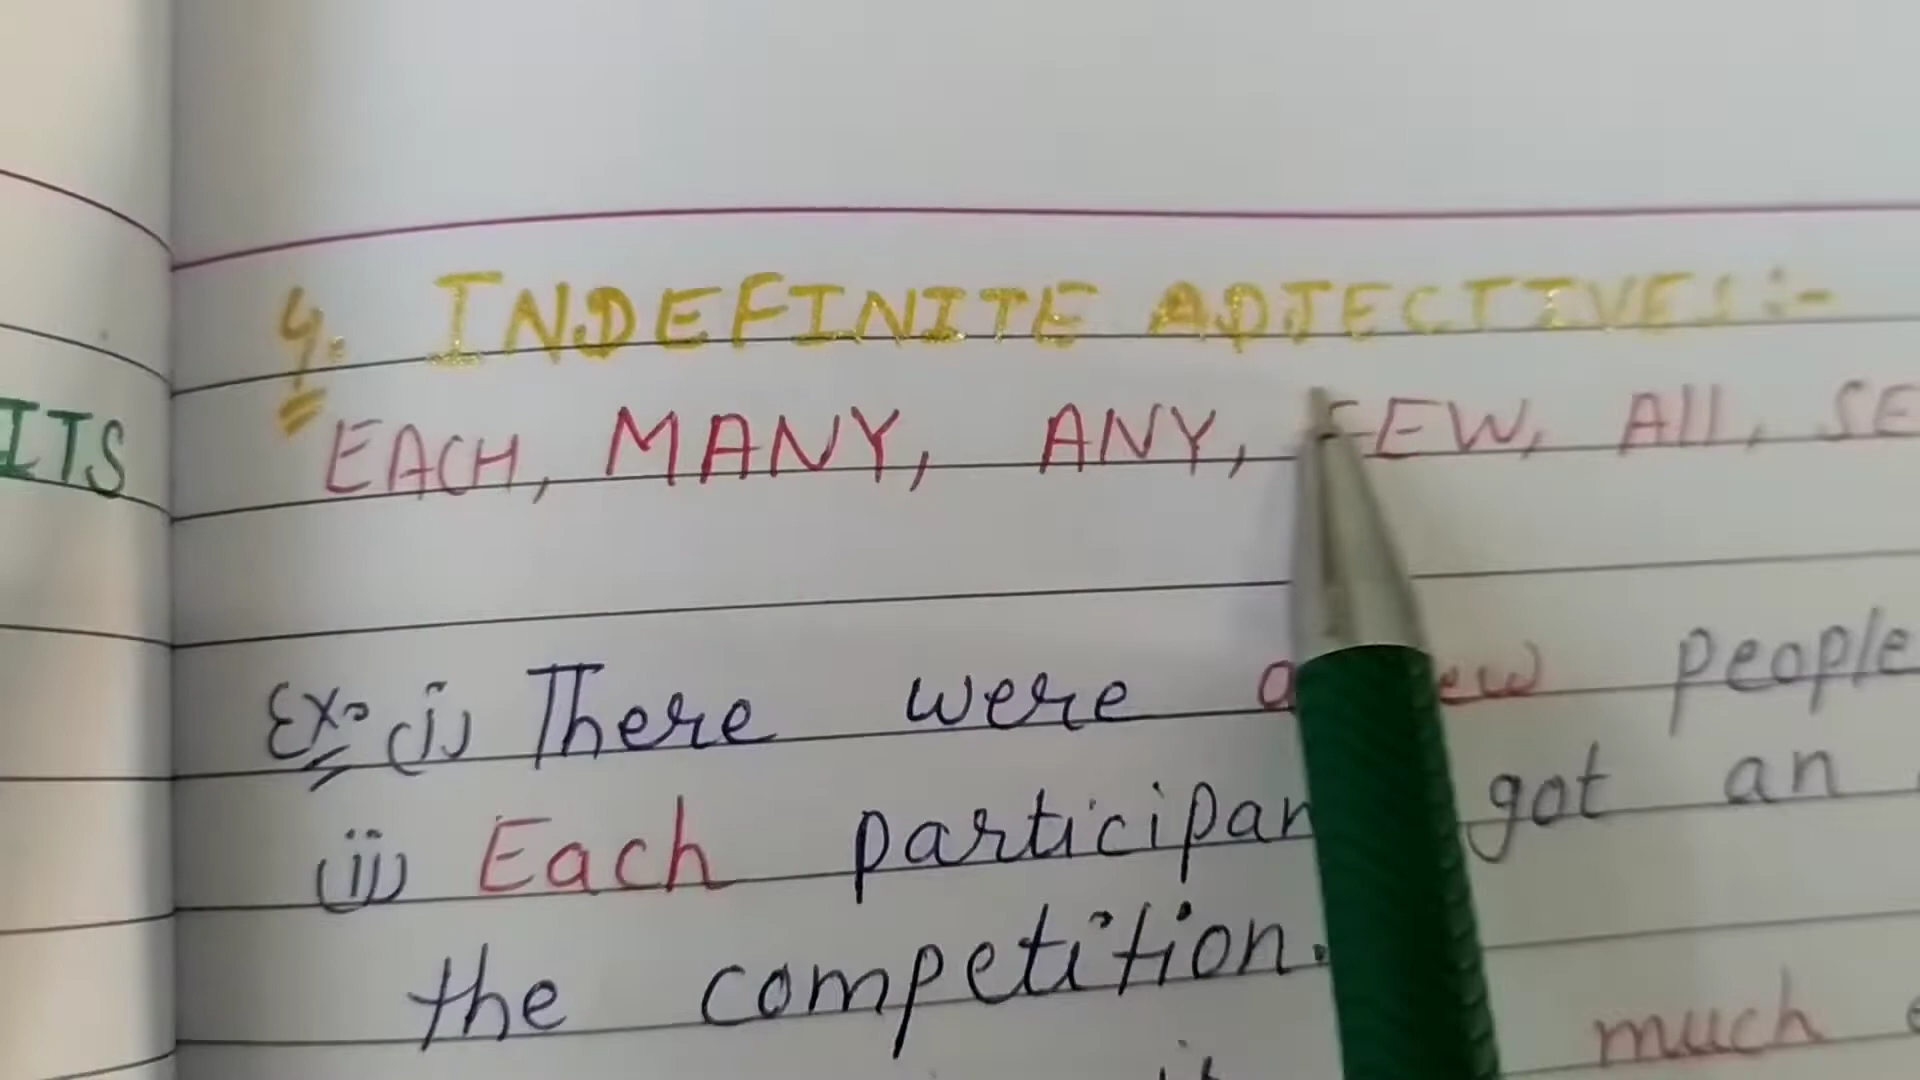 ITS
4. INDEFINITE ADJECTIVES:-
EACH, MANY, ANY, FEW, All, SE
Ex:- (i) There were a few people
(ii) Each participan got an
the competition.
much